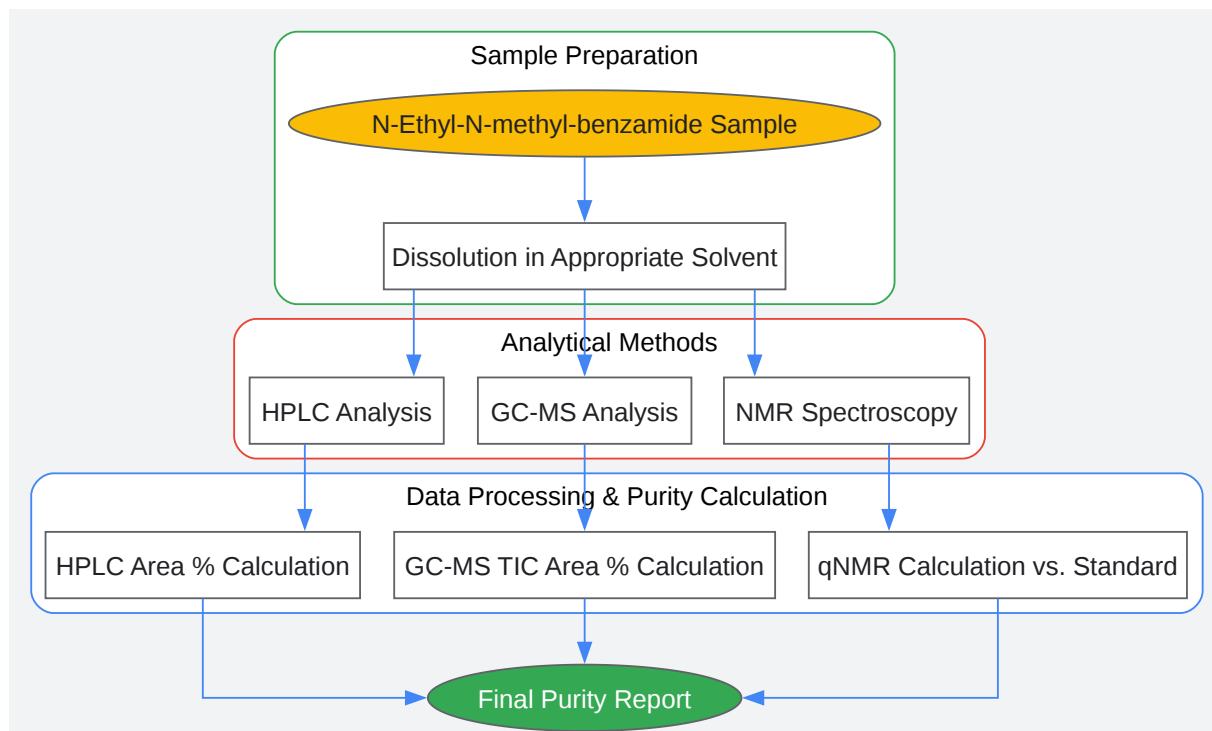 Sample Preparation
N-Ethyl-N-methyl-benzamide Sample
Dissolution in Appropriate Solvent
Analytical Methods
HPLC Analysis
GC-MS Analysis
NMR Spectroscopy
Data Processing & Purity Calculation
HPLC Area % Calculation
GC-MS TIC Area % Calculation
qNMR Calculation vs. Standard
Final Purity Report